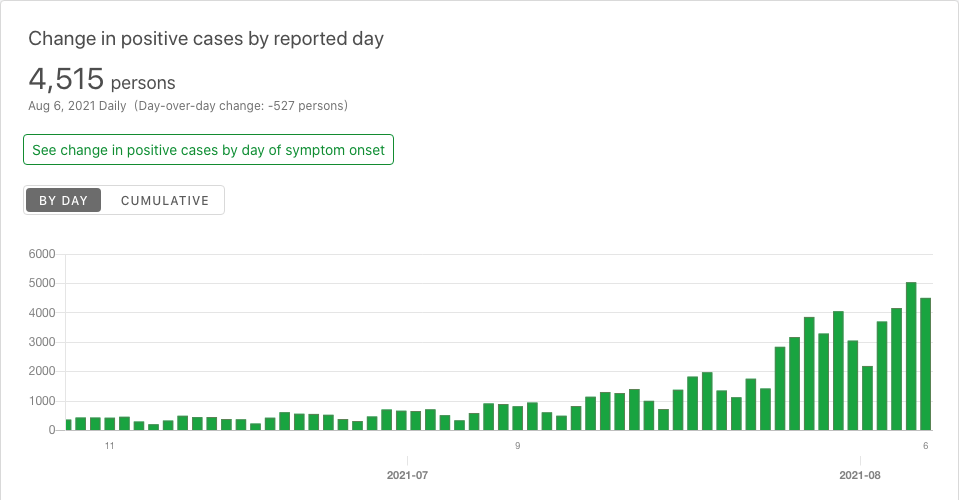 Change in positive cases by reported day
4,515 persons
Aug 6, 2021 Daily (Day-over-day change: -527 persons)
See change in positive cases by day of symptom onset
BY DAY CUMULATIVE
6000
5000
4000
3000
2000
1000
0
11 9 6
2021-07 2021-08